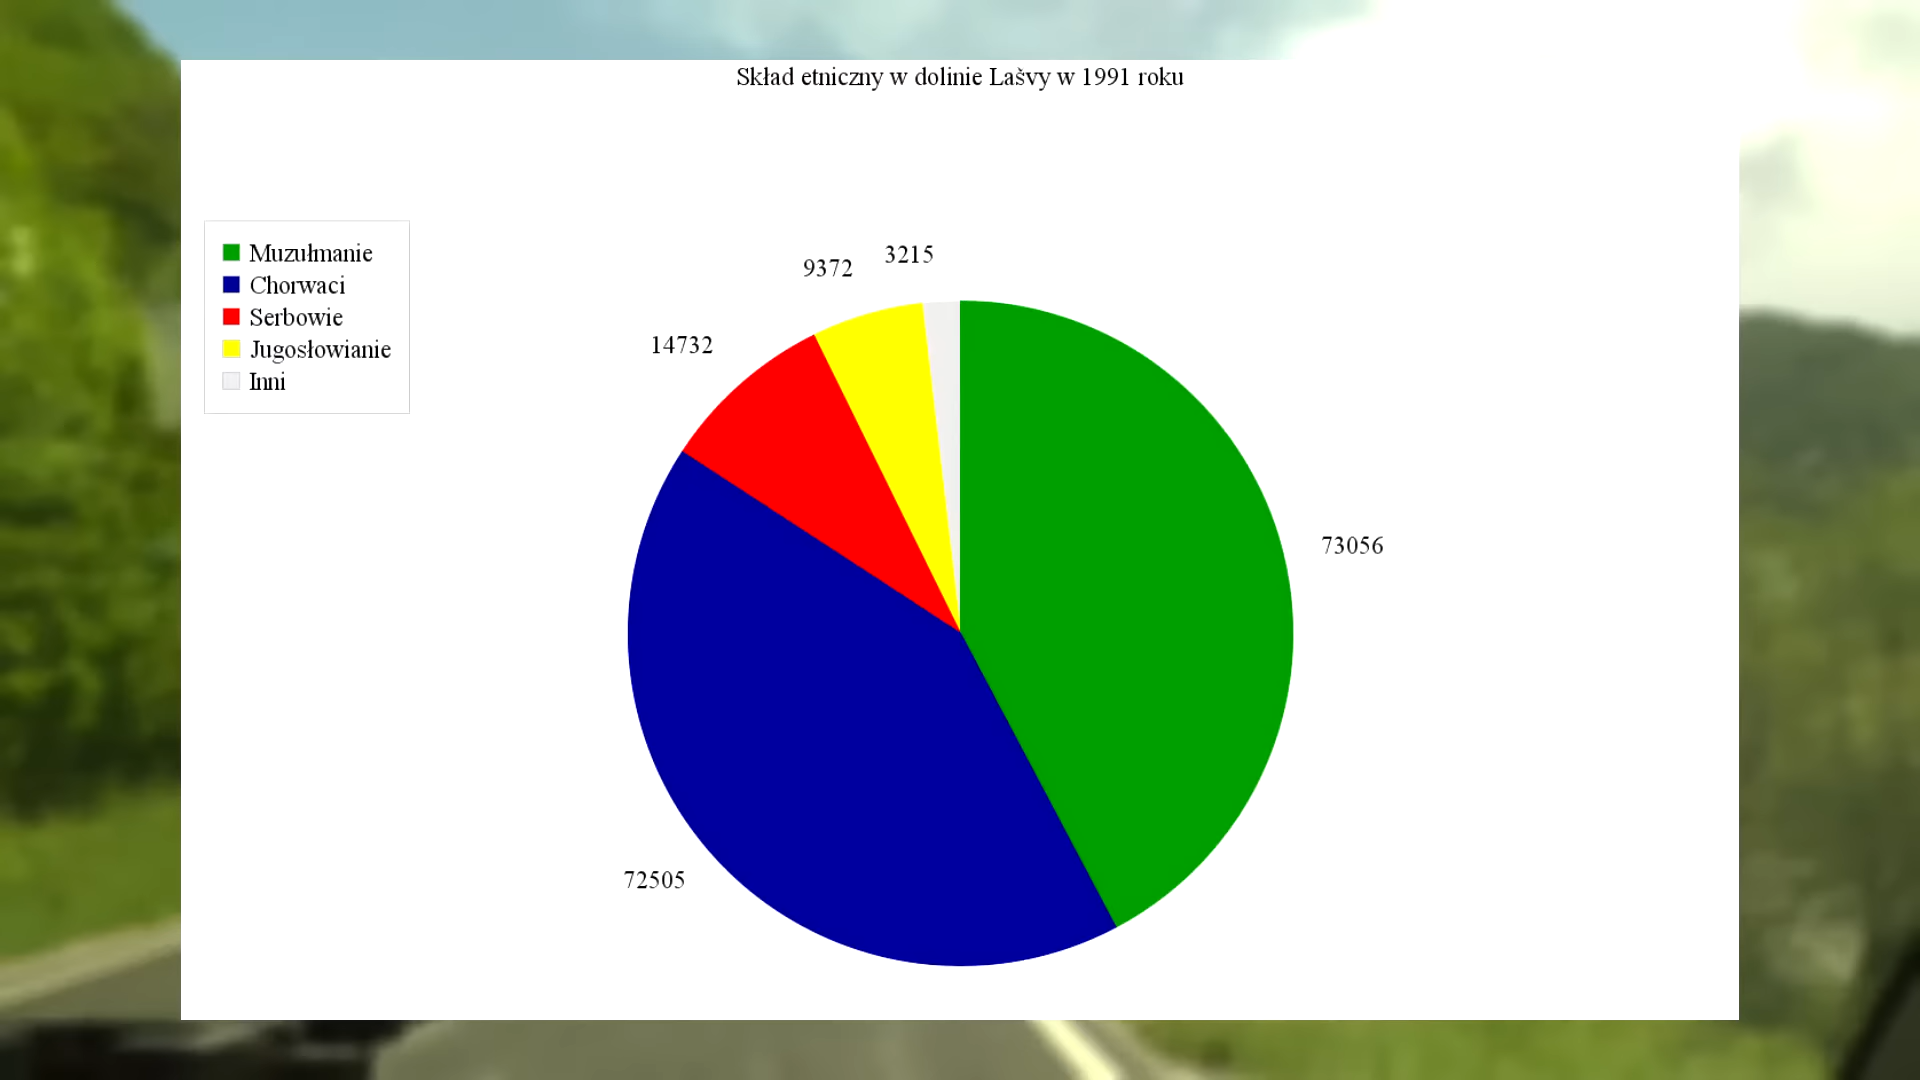 Skład etniczny w dolinie Lašvy w 1991 roku
Muzułmanie
Chorwaci
Serbowie
Jugosłowianie
Inni
3215
9372
14732
73056
72505